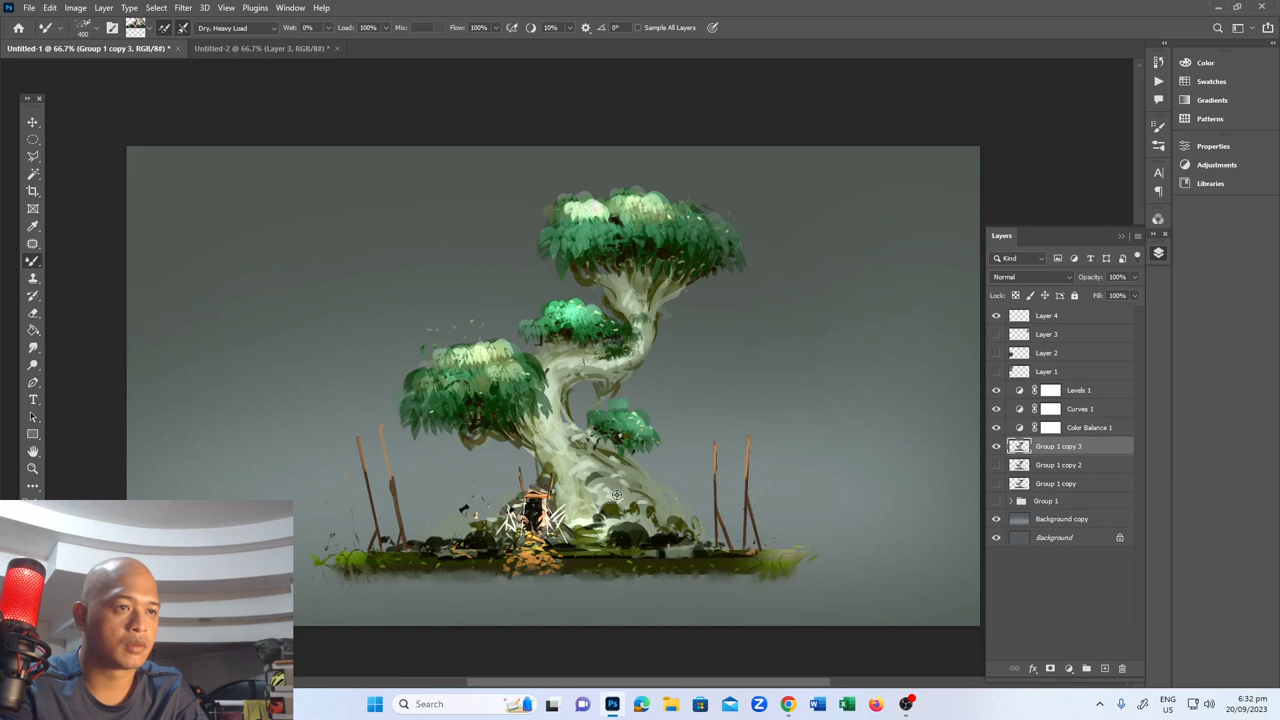 File Edit Image Layer Type Select Filter 3D View Plugins Window Help
400 Dry, Heavy Load Wet: 0% Load: 100% Mix: Flow: 100% 10% 0° Sample All Layers
Untitled-1 @ 66.7% (Group 1 copy 3, RGB/8#) * × Untitled-2 @ 66.7% (Layer 3, RGB/8#) * ×
Color
Swatches
Gradients
Patterns
Properties
Adjustments
Libraries
Layers
Kind
Normal Opacity: 100%
Lock: Fill: 100%
Layer 4
Layer 3
Layer 2
Layer 1
Levels 1
Curves 1
Color Balance 1
Group 1 copy 3
Group 1 copy 2
Group 1 copy
Group 1
Background copy
Background
fx
Search
Ps
ENG
US
6:32 pm
20/09/2023